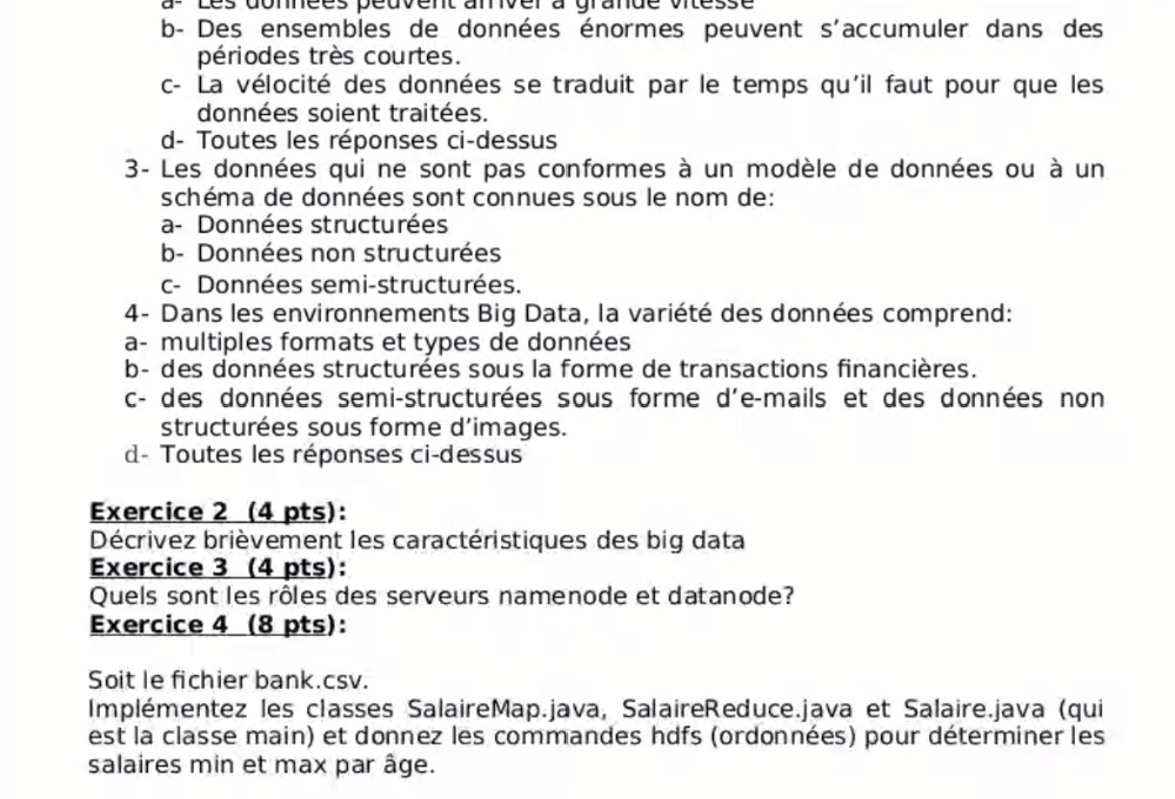 a- Les données peuvent arriver à grande vitesse
b- Des ensembles de données énormes peuvent s’accumuler dans des
périodes très courtes.
c- La vélocité des données se traduit par le temps qu’il faut pour que les
données soient traitées.
d- Toutes les réponses ci-dessus
3- Les données qui ne sont pas conformes à un modèle de données ou à un
schéma de données sont connues sous le nom de:
a- Données structurées
b- Données non structurées
c- Données semi-structurées.
4- Dans les environnements Big Data, la variété des données comprend:
a- multiples formats et types de données
b- des données structurées sous la forme de transactions financières.
c- des données semi-structurées sous forme d’e-mails et des données non
structurées sous forme d’images.
d- Toutes les réponses ci-dessus
Exercice 2 (4 pts):
Décrivez brièvement les caractéristiques des big data
Exercice 3 (4 pts):
Quels sont les rôles des serveurs namenode et datanode?
Exercice 4 (8 pts):
Soit le fichier bank.csv.
Implémentez les classes SalaireMap.java, SalaireReduce.java et Salaire.java (qui
est la classe main) et donnez les commandes hdfs (ordonnées) pour déterminer les
salaires min et max par âge.